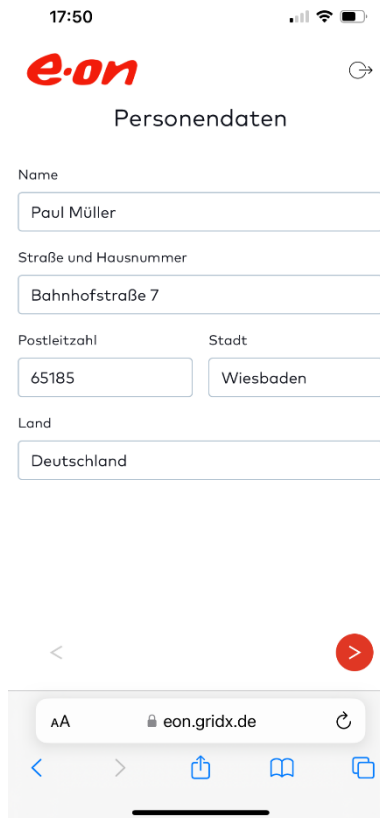 17:50
e·on
Personendaten
Name
Paul Müller
Straße und Hausnummer
Bahnhofstraße 7
Postleitzahl Stadt
65185 Wiesbaden
Land
Deutschland
< >
AA eon.gridx.de